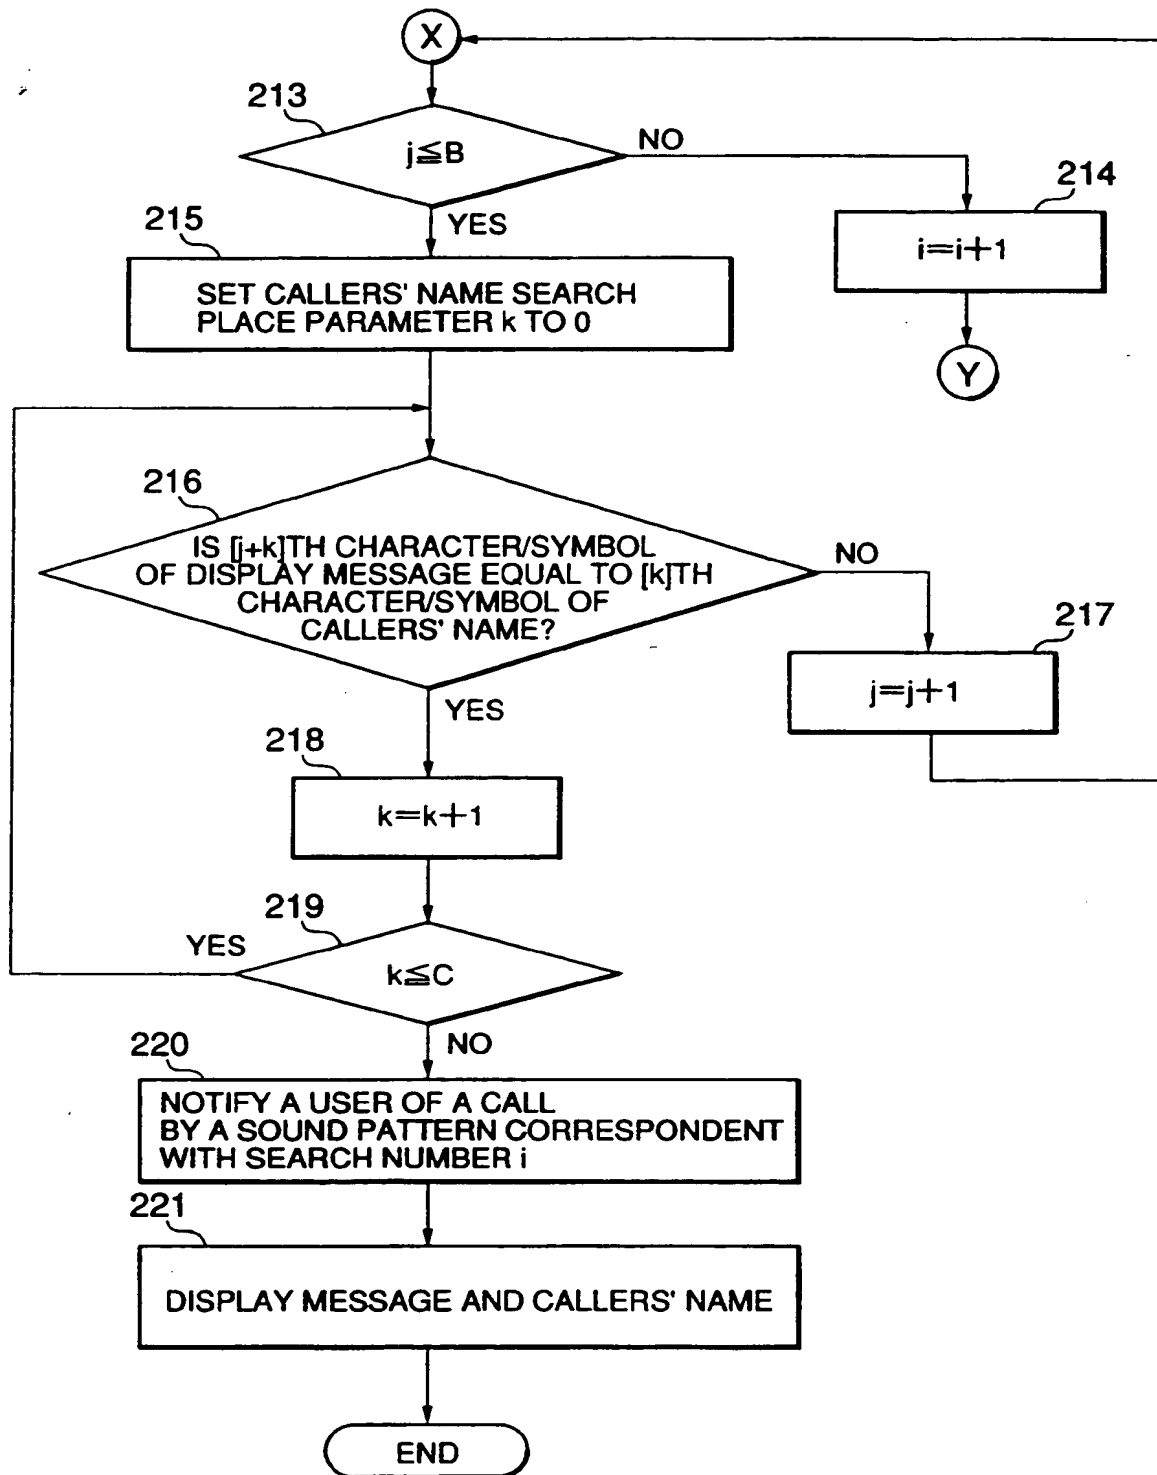 X
213
j≦B
NO
214
i=i+1
Y
YES
215
SET CALLERS' NAME SEARCH
PLACE PARAMETER k TO 0
216
IS [j+k]TH CHARACTER/SYMBOL
OF DISPLAY MESSAGE EQUAL TO [k]TH
CHARACTER/SYMBOL OF
CALLERS' NAME?
NO
217
j=j+1
YES
218
k=k+1
219
YES
k≦C
NO
220
NOTIFY A USER OF A CALL
BY A SOUND PATTERN CORRESPONDENT
WITH SEARCH NUMBER i
221
DISPLAY MESSAGE AND CALLERS' NAME
END